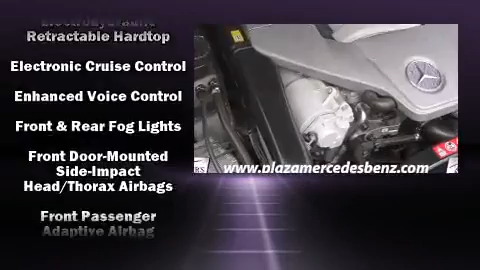 Electrohydraulic
Retractable Hardtop
Electronic Cruise Control
Enhanced Voice Control
Front & Rear Fog Lights
Front Door-Mounted
Side-Impact
Head/Thorax Airbags
Front Passenger
Adaptive Airbag
www.plazamercedesbenz.com